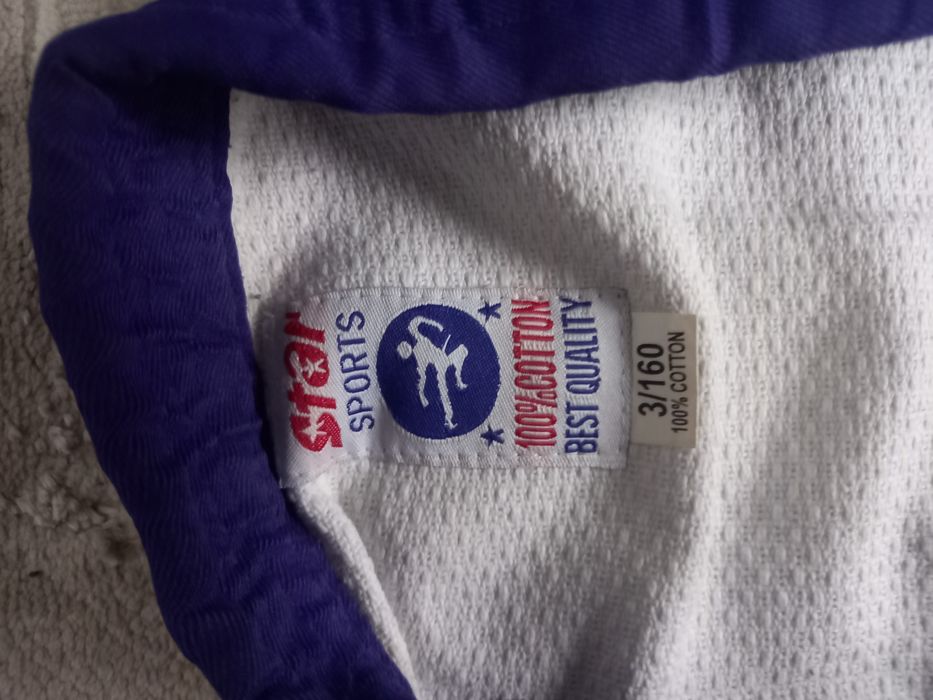 Star
SPORTS
100% COTTON
BEST QUALITY
3/160
100% COTTON